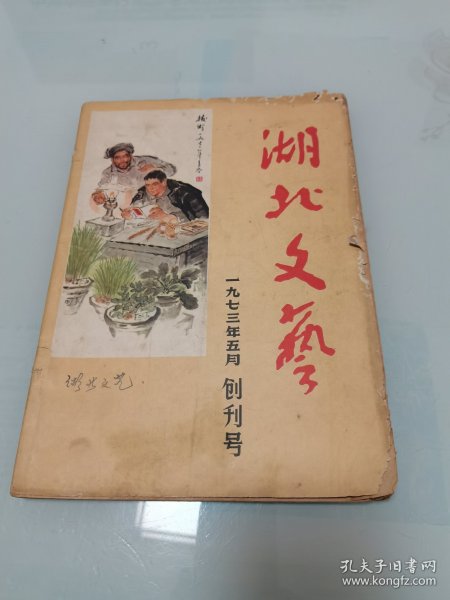 湖北文艺
一九七三年五月 创刊号
湖北文艺
孔夫子旧书网
www.kongfz.com